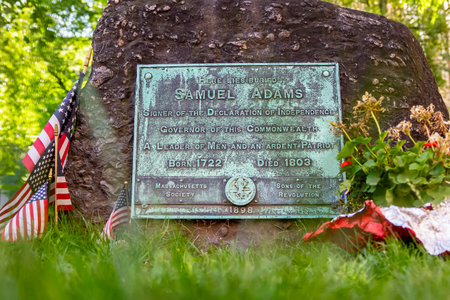 HERE LIES BURIED
SAMUEL ADAMS
SIGNER OF THE DECLARATION OF INDEPENDENCE
GOVERNOR OF THIS COMMONWEALTH
A LEADER OF MEN AND AN ARDENT PATRIOT
BORN 1722 DIED 1803
MASSACHUSETTS SOCIETY
SONS OF THE REVOLUTION
1898